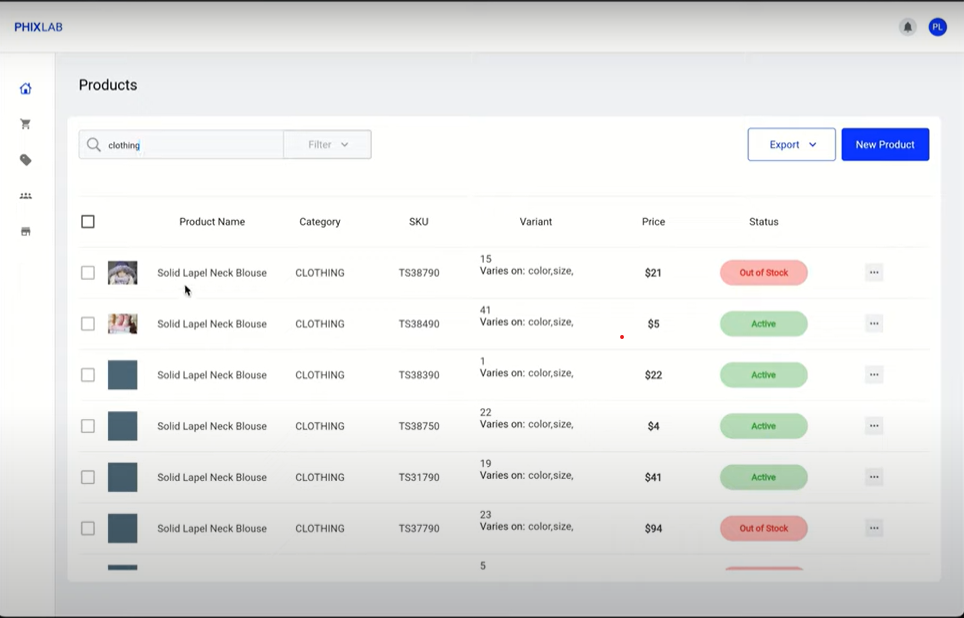 PHIXLAB
PL
Products
clothing
Filter
Export
New Product
Product Name Category SKU Variant Price Status
15
Solid Lapel Neck Blouse CLOTHING TS38790 Varies on: color,size, $21 Out of Stock
41
Solid Lapel Neck Blouse CLOTHING TS38490 Varies on: color,size, $5 Active
1
Solid Lapel Neck Blouse CLOTHING TS38390 Varies on: color,size, $22 Active
22
Solid Lapel Neck Blouse CLOTHING TS38750 Varies on: color,size, $4 Active
19
Solid Lapel Neck Blouse CLOTHING TS31790 Varies on: color,size, $41 Active
23
Solid Lapel Neck Blouse CLOTHING TS37790 Varies on: color,size, $94 Out of Stock
5